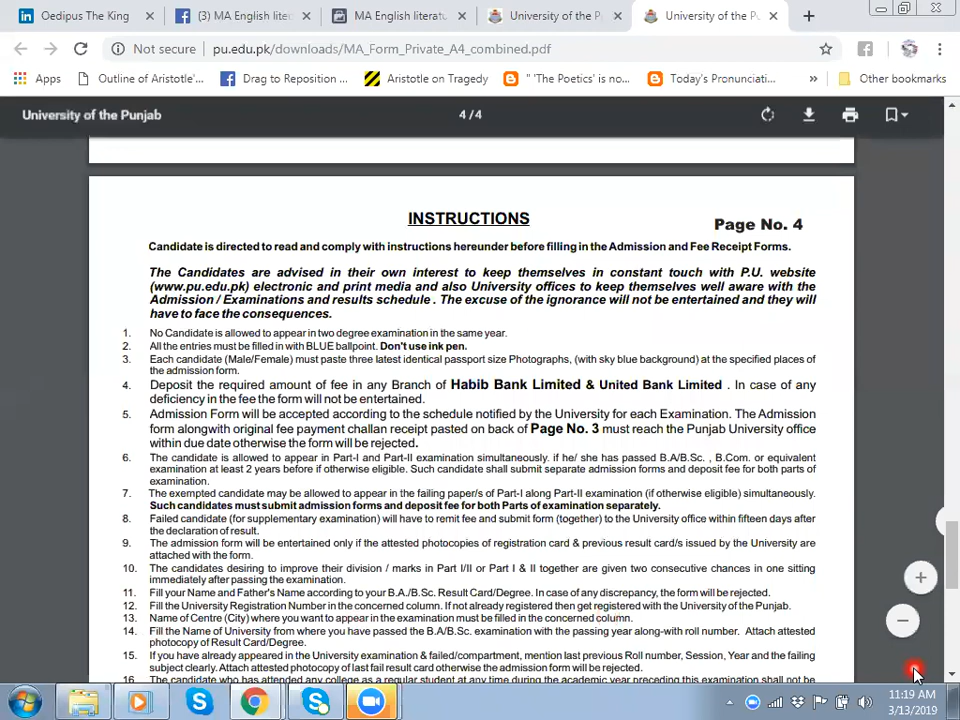 Oedipus The King
(3) MA English litera
MA English literatu
University of the P
University of the Pu
Not secure
pu.edu.pk/downloads/MA_Form_Private_A4_combined.pdf
Apps
Outline of Aristotle'...
Drag to Reposition ...
Aristotle on Tragedy
" 'The Poetics' is no...
Today's Pronunciati...
»
Other bookmarks
University of the Punjab
4 / 4
INSTRUCTIONS
Page No. 4
Candidate is directed to read and comply with instructions hereunder before filling in the Admission and Fee Receipt Forms.
The Candidates are advised in their own interest to keep themselves in constant touch with P.U. website
(www.pu.edu.pk) electronic and print media and also University offices to keep themselves well aware with the
Admission / Examinations and results schedule . The excuse of the ignorance will not be entertained and they will
have to face the consequences.
1. No Candidate is allowed to appear in two degree examination in the same year.
2. All the entries must be filled in with BLUE ballpoint. Don't use ink pen.
3. Each candidate (Male/Female) must paste three latest identical passport size Photographs, (with sky blue background) at the specified places of
the admission form.
4. Deposit the required amount of fee in any Branch of Habib Bank Limited & United Bank Limited . In case of any
deficiency in the fee the form will not be entertained.
5. Admission Form will be accepted according to the schedule notified by the University for each Examination. The Admission
form alongwith original fee payment challan receipt pasted on back of Page No. 3 must reach the Punjab University office
within due date otherwise the form will be rejected.
6. The candidate is allowed to appear in Part-I and Part-II examination simultaneously. if he/ she has passed B.A/B.Sc. , B.Com. or equivalent
examination at least 2 years before if otherwise eligible. Such candidate shall submit separate admission forms and deposit fee for both parts of
examination.
7. The exempted candidate may be allowed to appear in the failing paper/s of Part-I along Part-II examination (if otherwise eligible) simultaneously.
Such candidates must submit admission forms and deposit fee for both Parts of examination separately.
8. Failed candidate (for supplementary examination) will have to remit fee and submit form (together) to the University office within fifteen days after
the declaration of result.
9. The admission form will be entertained only if the attested photocopies of registration card & previous result card/s issued by the University are
attached with the form.
10. The candidates desiring to improve their division / marks in Part I/II or Part I & II together are given two consecutive chances in one sitting
immediately after passing the examination.
11. Fill your Name and Father's Name according to your B.A./B.Sc. Result Card/Degree. In case of any discrepancy, the form will be rejected.
12. Fill the University Registration Number in the concerned column. If not already registered then get registered with the University of the Punjab.
13. Name of Centre (City) where you want to appear in the examination must be filled in the concerned column.
14. Fill the Name of University from where you have passed the B.A/B.Sc. examination with the passing year along-with roll number. Attach attested
photocopy of Result Card/Degree.
15. If you have already appeared in the University examination & failed/compartment, mention last previous Roll number, Session, Year and the failing
subject clearly. Attach attested photocopy of last fail result card otherwise the admission form will be rejected.
16. The candidate who has attended any college as a regular student at any time during the academic year preceding this examination shall not be
11:19 AM
3/13/2019